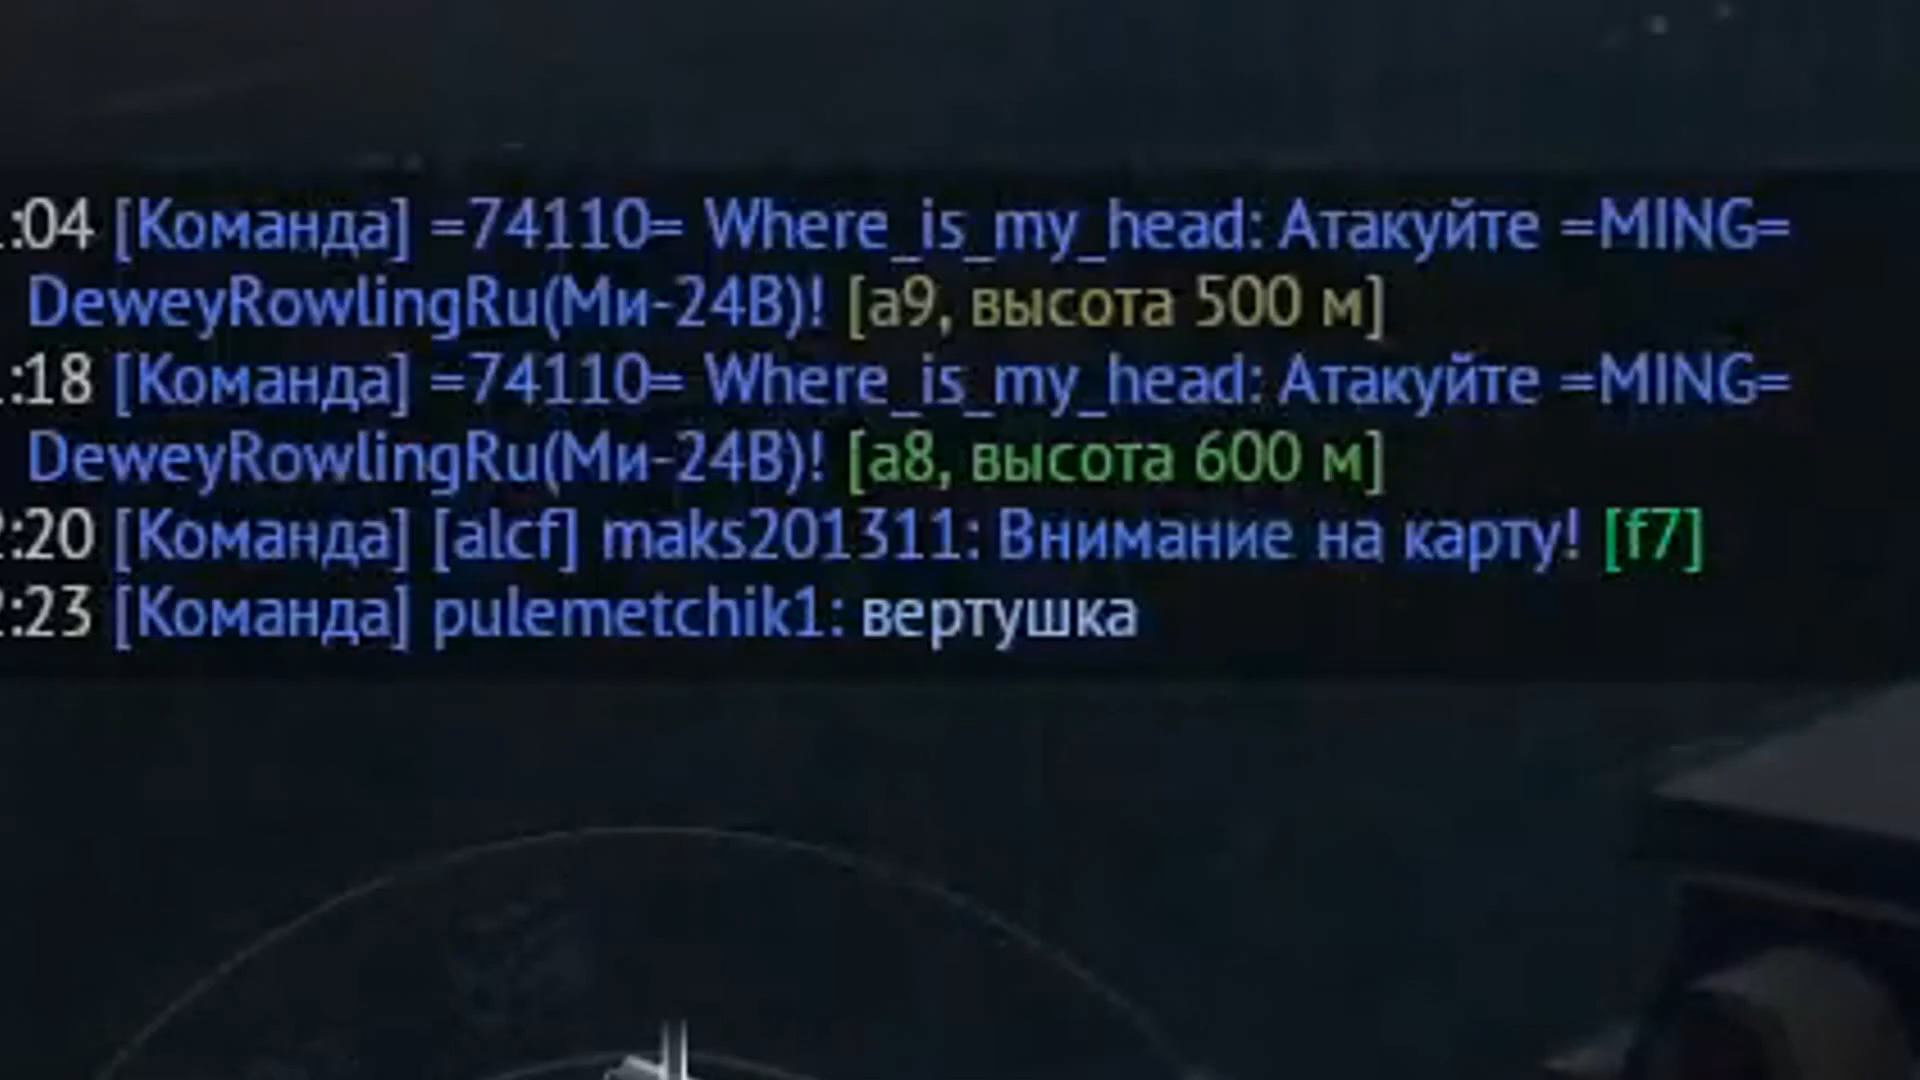 :04 [Команда] =74110= Where_is_my_head: Атакуйте =MING=
DeweyRowlingRu(Ми-24В)! [a9, высота 500 м]
:18 [Команда] =74110= Where_is_my_head: Атакуйте =MING=
DeweyRowlingRu(Ми-24В)! [a8, высота 600 м]
:20 [Команда] [alcf] maks201311: Внимание на карту! [f7]
:23 [Команда] pulemetchik1: вертушка